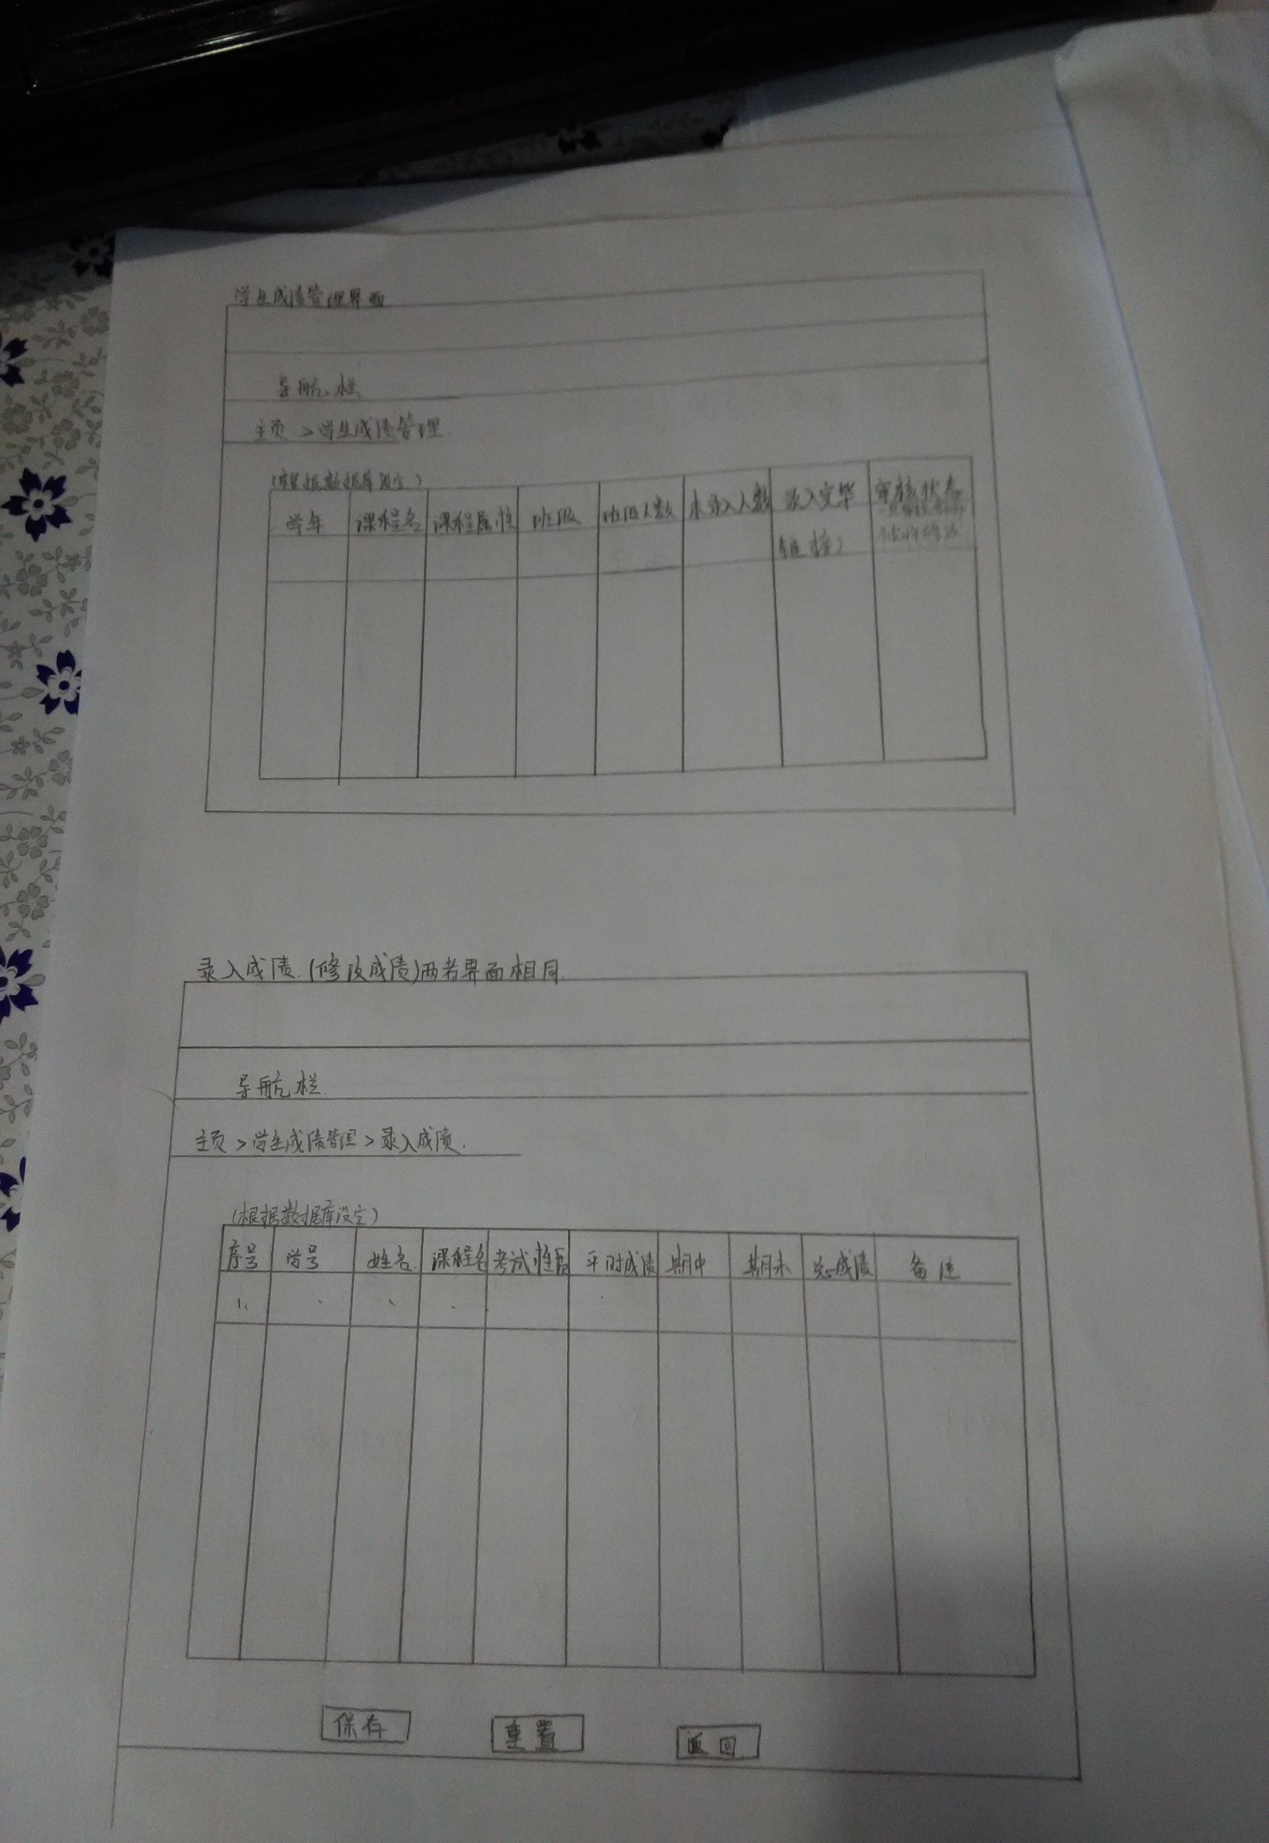 学生成绩管理界面
导航栏
主页 >学生成绩管理.
(根据数据库设定)
学年 课程名 课程属性 班级 班级人数 未录入人数 录入完毕 审核状态
链接)
录入成绩.(修改成绩)两者界面相同.
导航栏.
主页 >学生成绩管理 > 录入成绩.
(根据数据库设定)
序号 学号 姓名. 课程名 考试性质 平时成绩 期中 期末 总成绩 备注
1.
保存 重置 返回